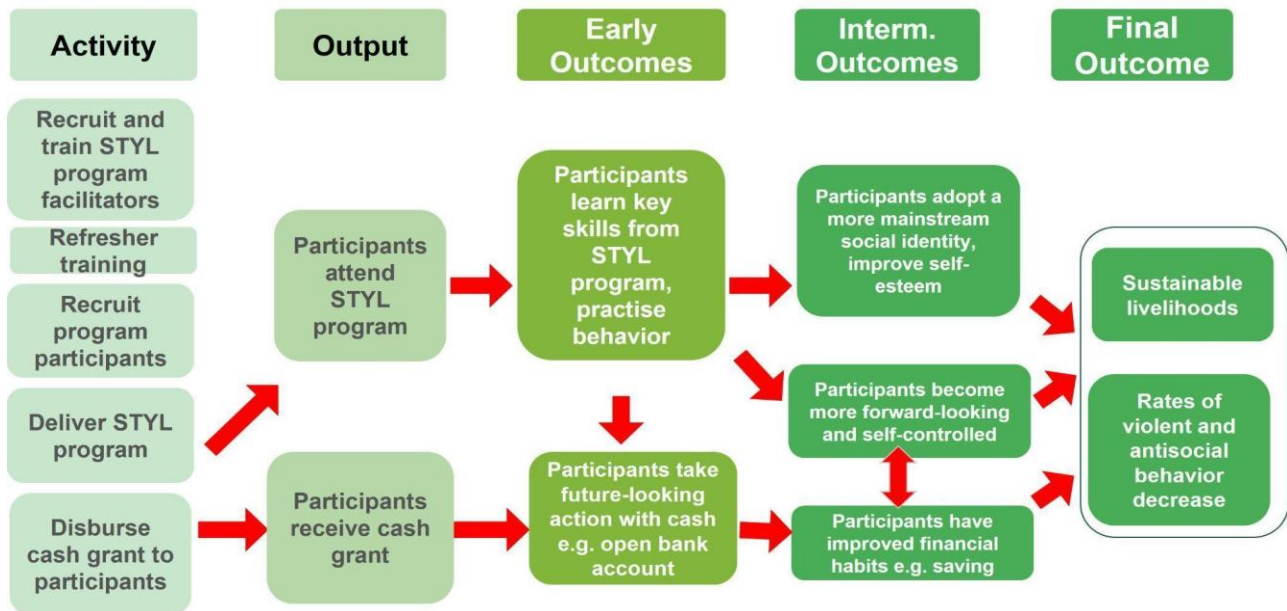 Activity
Output
Early
Outcomes
Interm.
Outcomes
Final
Outcome
Recruit and
train STYL
program
facilitators
Refresher
training
Recruit
program
participants
Deliver STYL
program
Disburse
cash grant to
participants
Participants
attend
STYL
program
Participants
receive cash
grant
Participants
learn key
skills from
STYL
program,
practise
behavior
Participants take
future-looking
action with cash
e.g. open bank
account
Participants adopt a
more mainstream
social identity,
improve self-
esteem
Participants become
more forward-looking
and self-controlled
Participants have
improved financial
habits e.g. saving
Sustainable
livelihoods
Rates of
violent and
antisocial
behavior
decrease